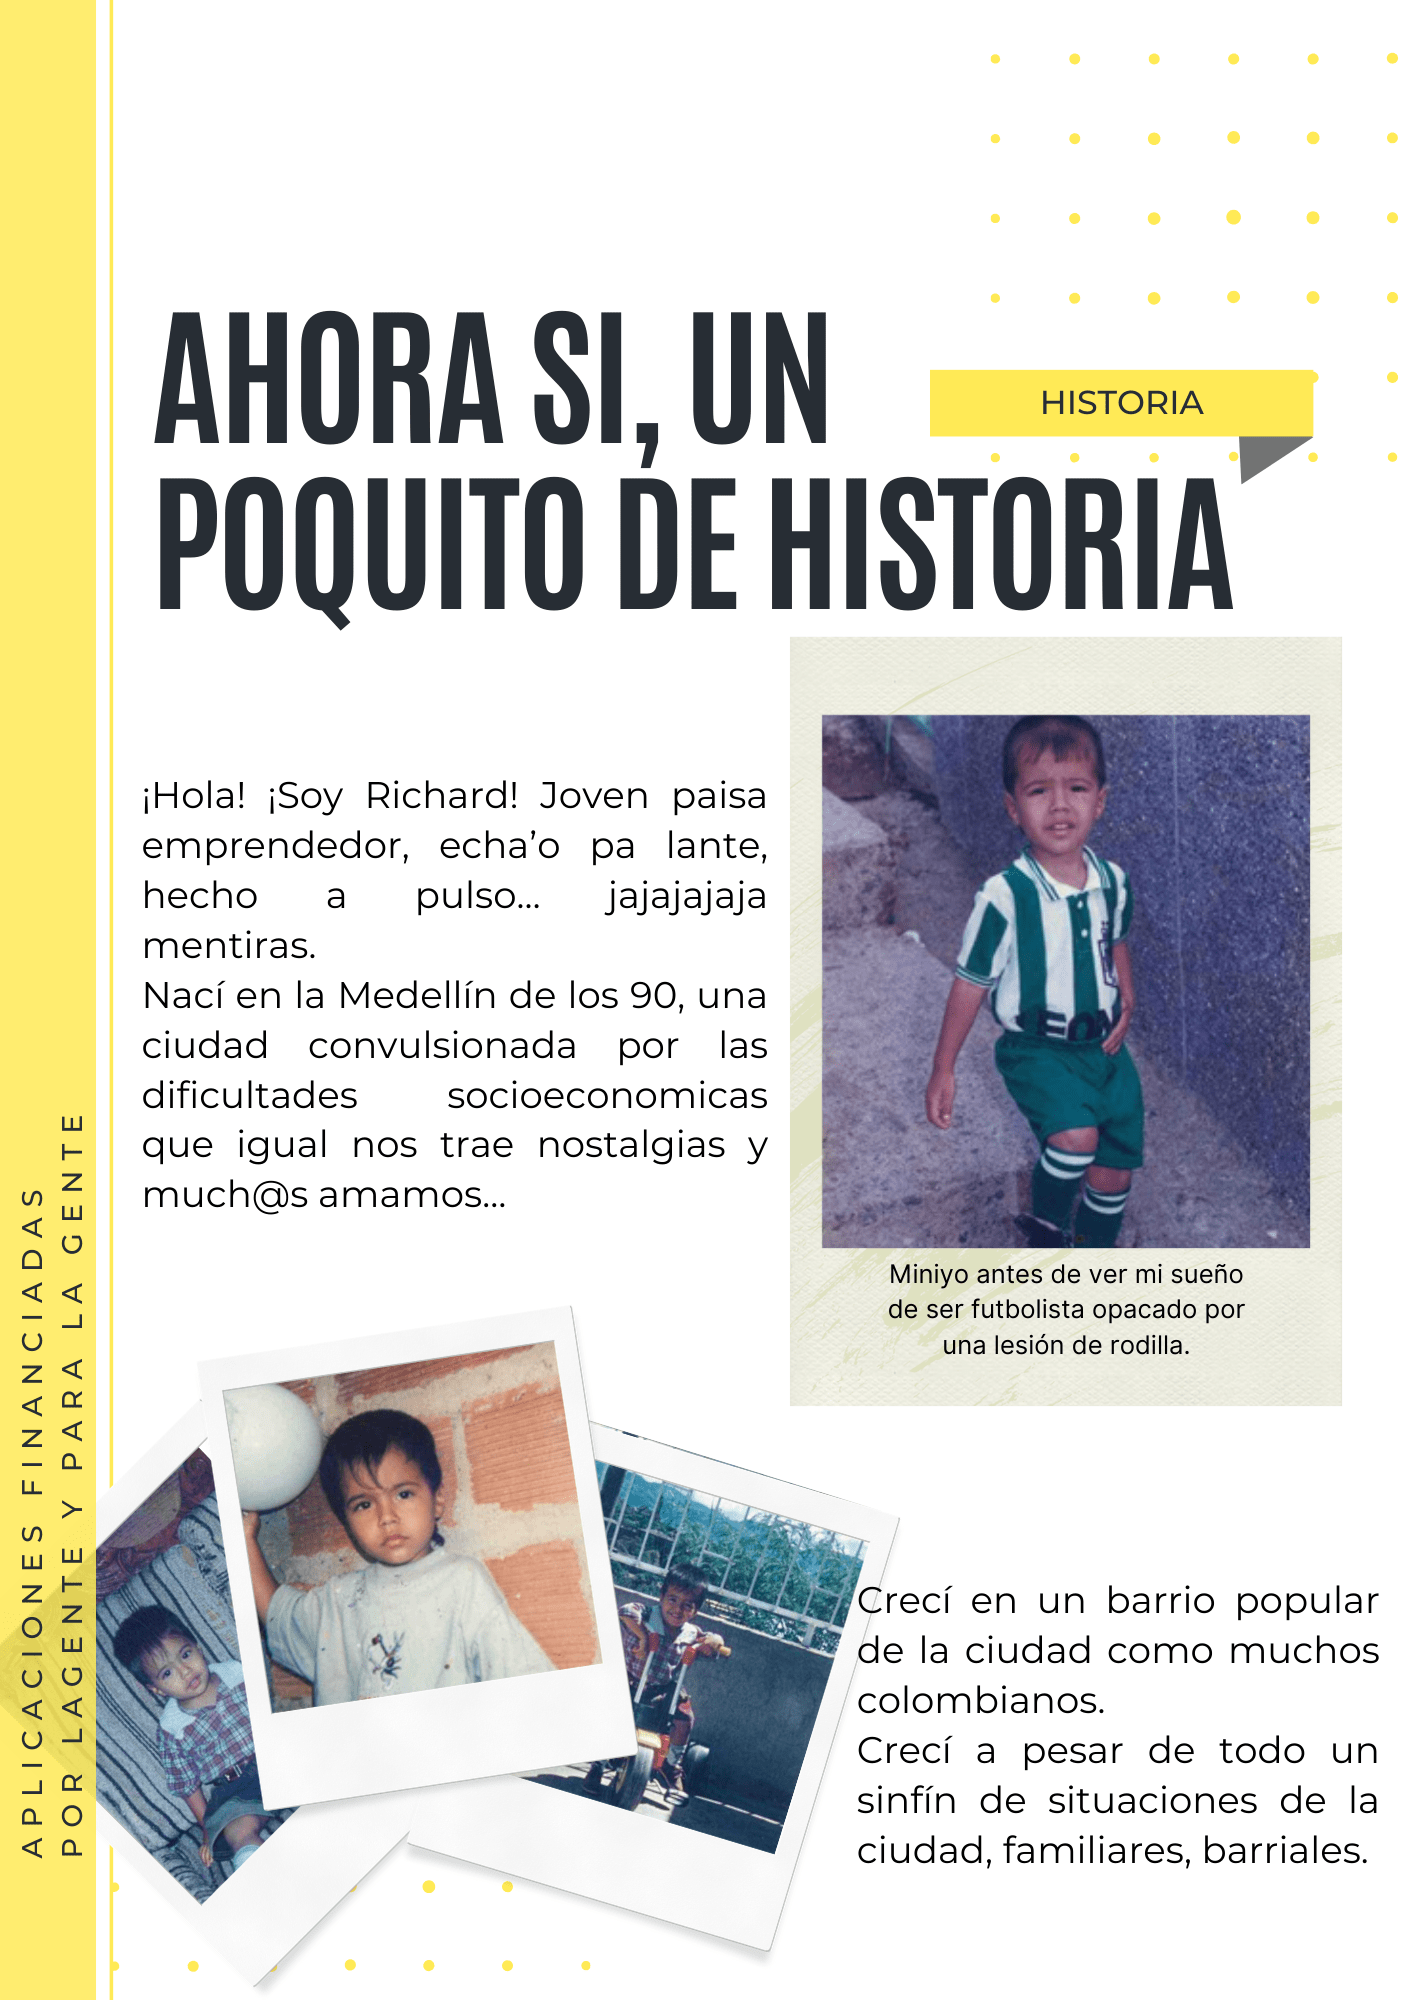 AHORA SI, UN
HISTORIA
POQUITO DE HISTORIA
¡Hola! ¡Soy Richard! Joven paisa
emprendedor, echa’o pa lante,
hecho a pulso... jajajajaja
mentiras.
Nací en la Medellín de los 90, una
ciudad convulsionada por las
dificultades socioeconomicas
que igual nos trae nostalgias y
much@s amamos...
Miniyo antes de ver mi sueño
de ser futbolista opacado por
una lesión de rodilla.
Crecí en un barrio popular
de la ciudad como muchos
colombianos.
Crecí a pesar de todo un
sinfín de situaciones de la
ciudad, familiares, barriales.
APLICACIONES FINANCIADAS
POR LAGENTE Y PARA LA GENTE